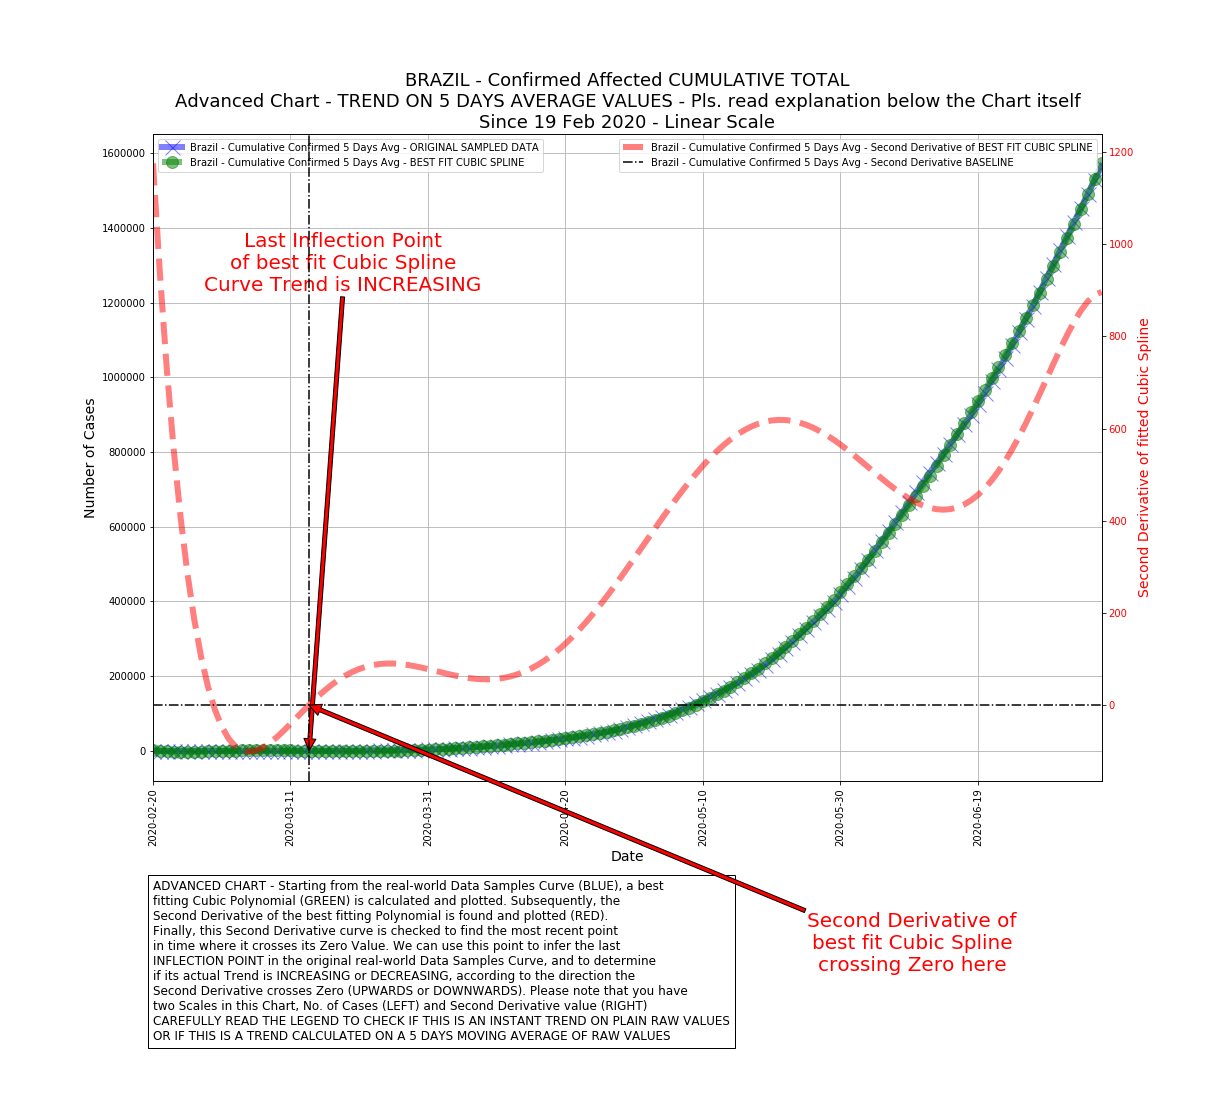 BRAZIL - Confirmed Affected CUMULATIVE TOTAL
Advanced Chart - TREND ON 5 DAYS AVERAGE VALUES - Pls. read explanation below the Chart itself
Since 19 Feb 2020 - Linear Scale
Brazil - Cumulative Confirmed 5 Days Avg - ORIGINAL SAMPLED DATA
Brazil - Cumulative Confirmed 5 Days Avg - BEST FIT CUBIC SPLINE
Brazil - Cumulative Confirmed 5 Days Avg - Second Derivative of BEST FIT CUBIC SPLINE
Brazil - Cumulative Confirmed 5 Days Avg - Second Derivative BASELINE
Last Inflection Point
of best fit Cubic Spline
Curve Trend is INCREASING
Number of Cases
1600000
1400000
1200000
1000000
800000
600000
400000
200000
0
1200
1000
800
600
400
200
0
Second Derivative of fitted Cubic Spline
2020-02-20
2020-03-11
2020-03-31
2020-04-20
2020-05-10
2020-05-30
2020-06-19
Date
ADVANCED CHART - Starting from the real-world Data Samples Curve (BLUE), a best
fitting Cubic Polynomial (GREEN) is calculated and plotted. Subsequently, the
Second Derivative of the best fitting Polynomial is found and plotted (RED).
Finally, this Second Derivative curve is checked to find the most recent point
in time where it crosses its Zero Value. We can use this point to infer the last
INFLECTION POINT in the original real-world Data Samples Curve, and to determine
if its actual Trend is INCREASING or DECREASING, according to the direction the
Second Derivative crosses Zero (UPWARDS or DOWNWARDS). Please note that you have
two Scales in this Chart, No. of Cases (LEFT) and Second Derivative value (RIGHT)
CAREFULLY READ THE LEGEND TO CHECK IF THIS IS AN INSTANT TREND ON PLAIN RAW VALUES
OR IF THIS IS A TREND CALCULATED ON A 5 DAYS MOVING AVERAGE OF RAW VALUES
Second Derivative of
best fit Cubic Spline
crossing Zero here